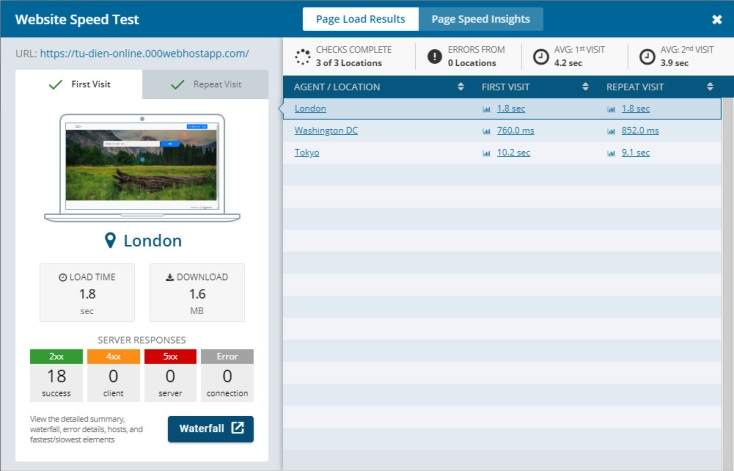 Website Speed Test
Page Load Results
Page Speed Insights
URL: https://tu-dien-online.000webhostapp.com/
First Visit
Repeat Visit
London
LOAD TIME
1.8
sec
DOWNLOAD
1.6
MB
SERVER RESPONSES
2xx 4xx 5xx Error
18 0 0 0
success client server connection
View the detailed summary,
waterfall, error details, hosts, and
fastest/slowest elements
Waterfall
CHECKS COMPLETE
3 of 3 Locations
ERRORS FROM
0 Locations
AVG: 1st VISIT
4.2 sec
AVG: 2nd VISIT
3.9 sec
AGENT / LOCATION FIRST VISIT REPEAT VISIT
London 1.8 sec 1.8 sec
Washington DC 760.0 ms 852.0 ms
Tokyo 10.2 sec 9.1 sec